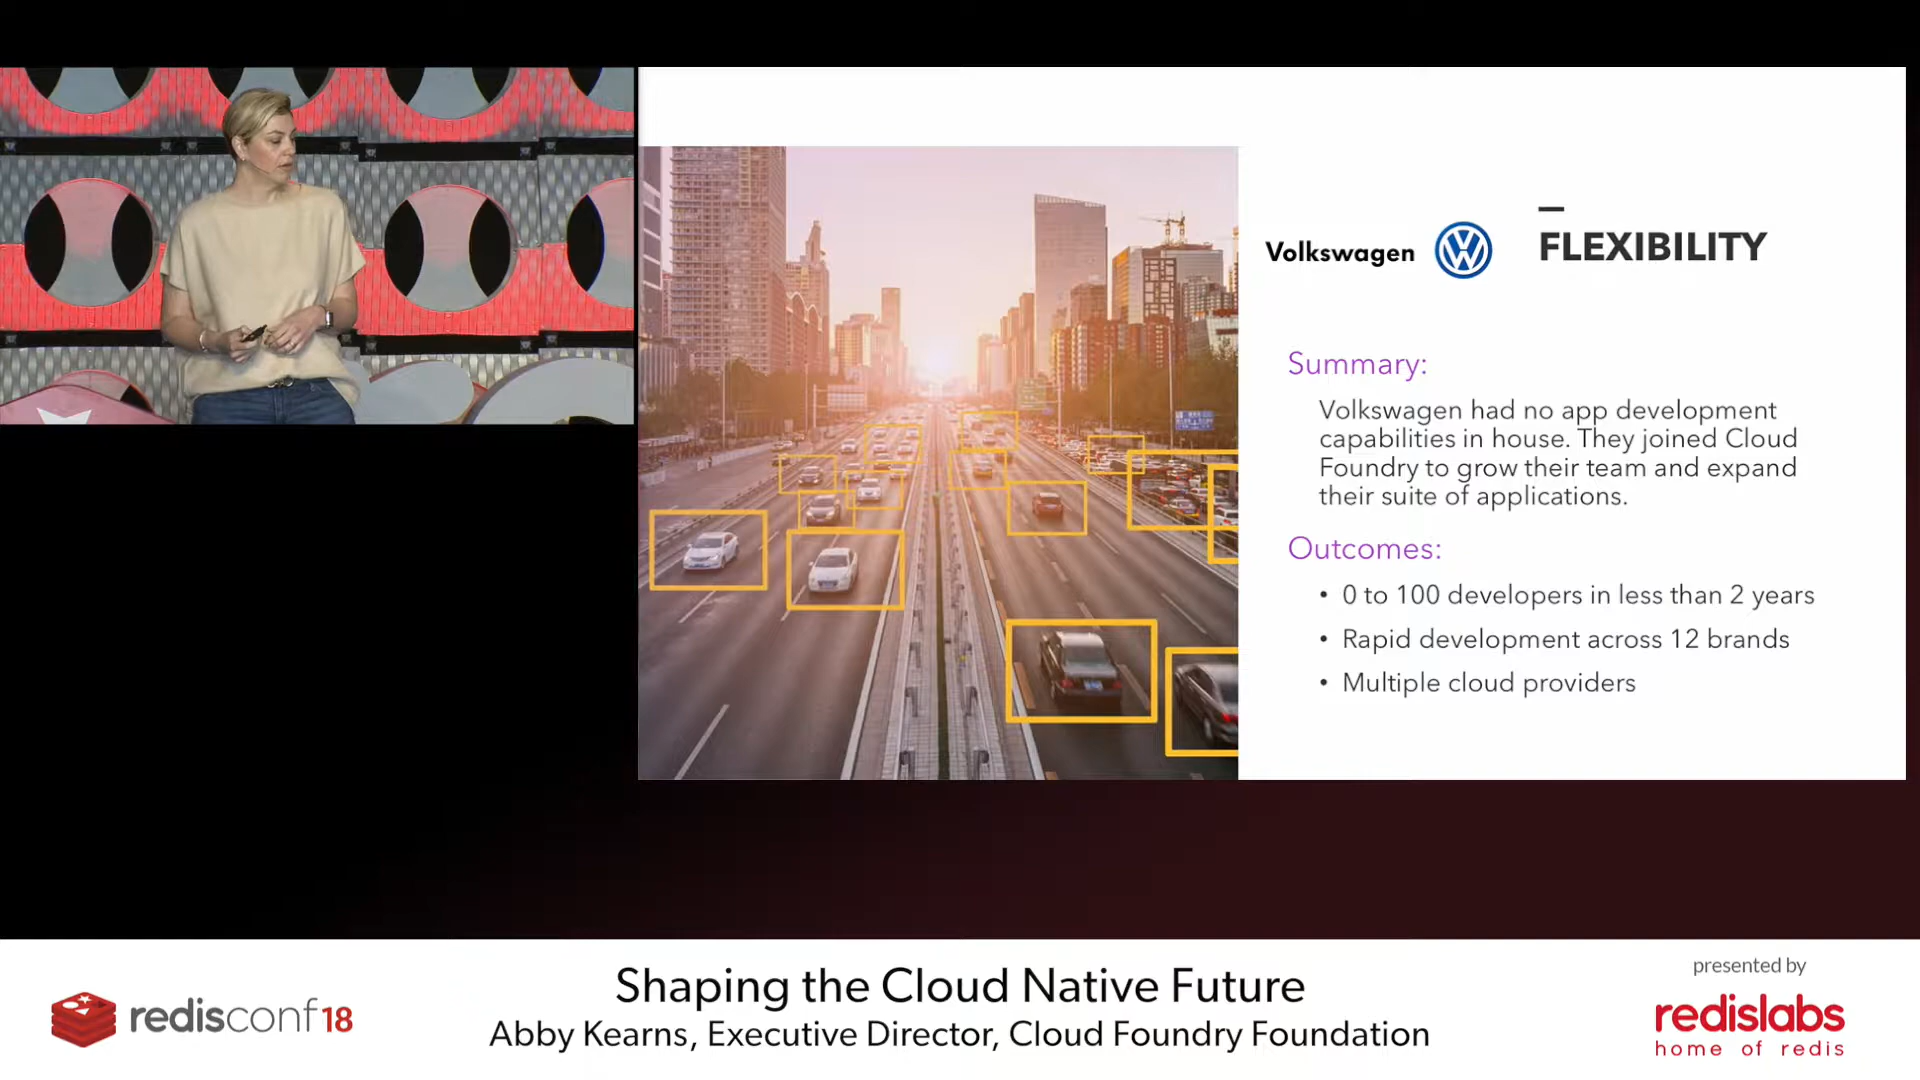 Volkswagen
FLEXIBILITY
Summary:
Volkswagen had no app development
capabilities in house. They joined Cloud
Foundry to grow their team and expand
their suite of applications.
Outcomes:
• 0 to 100 developers in less than 2 years
• Rapid development across 12 brands
• Multiple cloud providers
redisconf18
Shaping the Cloud Native Future
Abby Kearns, Executive Director, Cloud Foundry Foundation
presented by
redislabs
home of redis